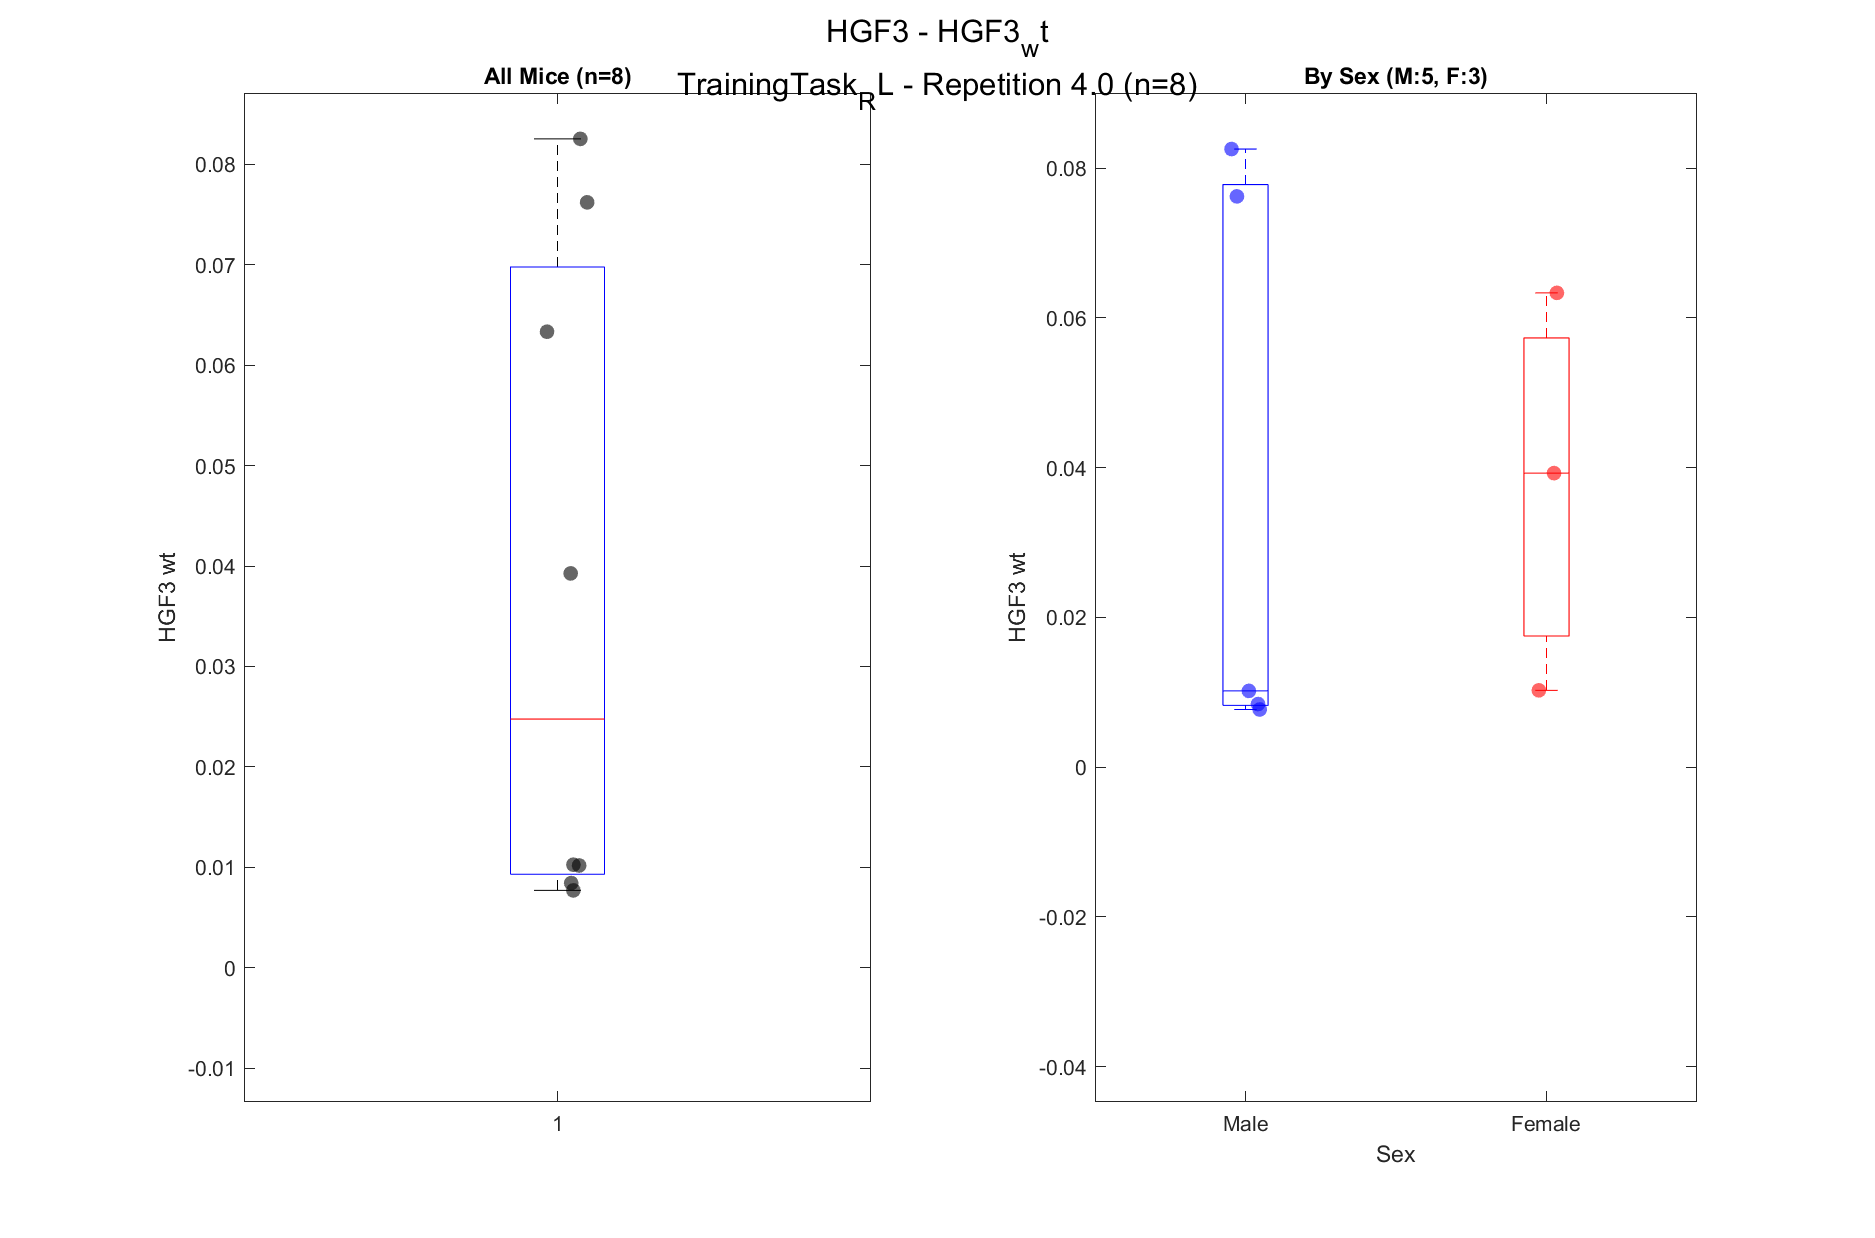 HGF3 - HGF3wt
TrainingTaskRL - Repetition 4.0 (n=8)
All Mice (n=8)
HGF3 wt
0.08
0.07
0.06
0.05
0.04
0.03
0.02
0.01
0
-0.01
1
By Sex (M:5, F:3)
HGF3 wt
0.08
0.06
0.04
0.02
0
-0.02
-0.04
Male Female
Sex